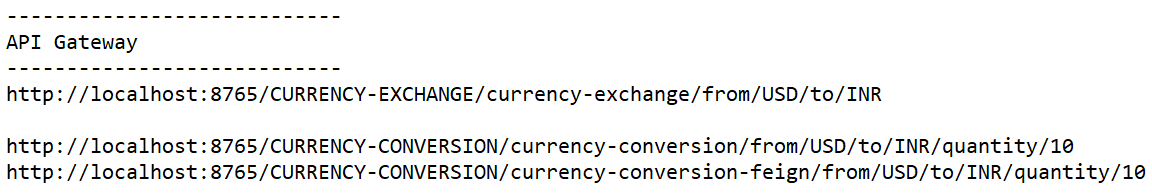 ----------------------------
API Gateway
----------------------------
http://localhost:8765/CURRENCY-EXCHANGE/currency-exchange/from/USD/to/INR
http://localhost:8765/CURRENCY-CONVERSION/currency-conversion/from/USD/to/INR/quantity/10
http://localhost:8765/CURRENCY-CONVERSION/currency-conversion-feign/from/USD/to/INR/quantity/10